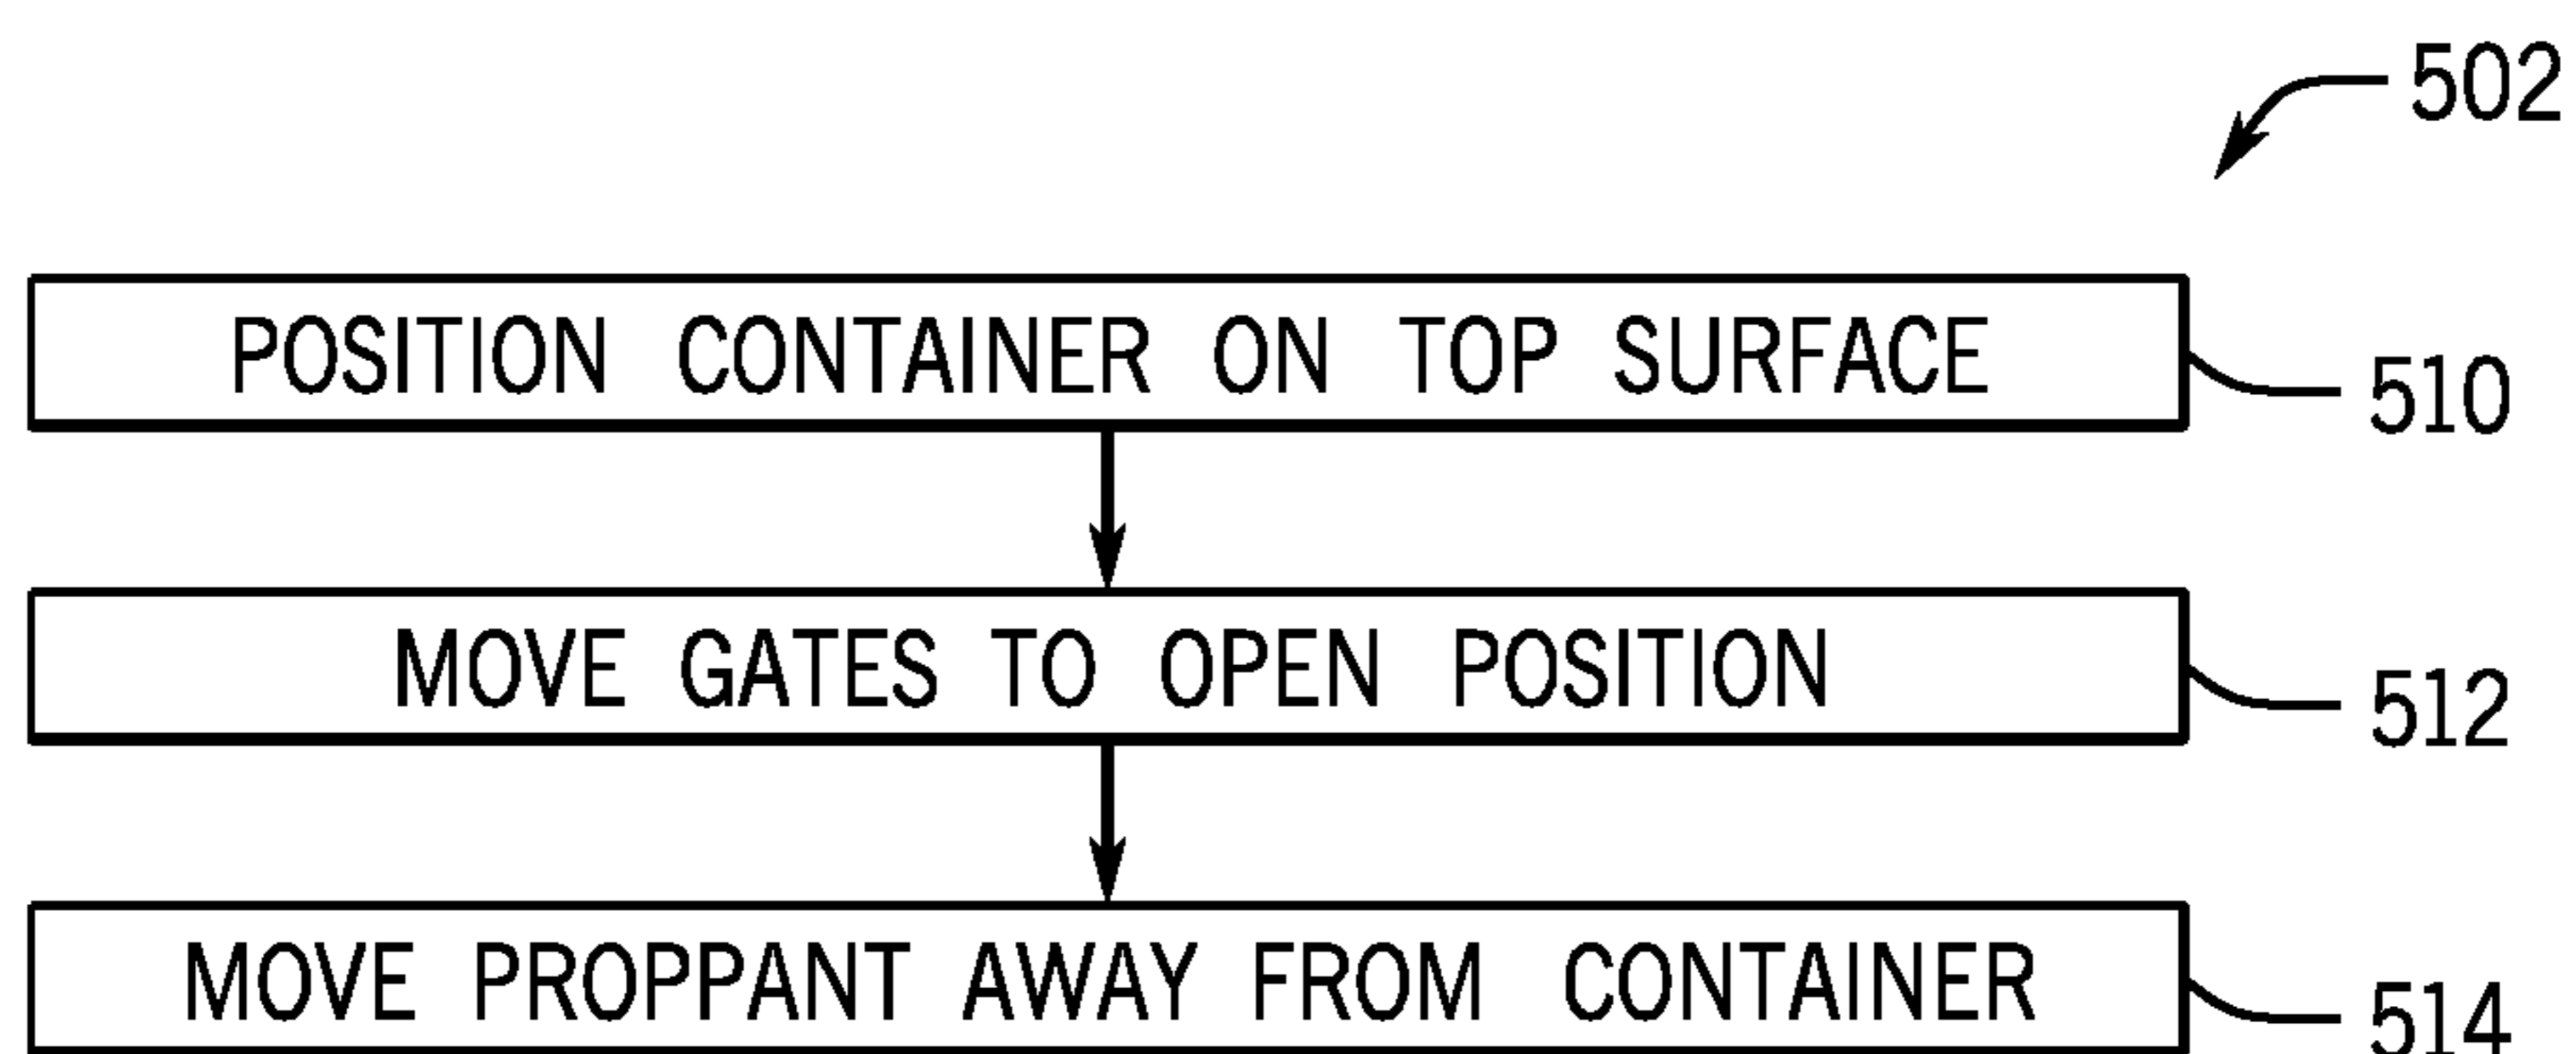 502
POSITION CONTAINER ON TOP SURFACE
510
MOVE GATES TO OPEN POSITION
512
MOVE PROPPANT AWAY FROM CONTAINER
514